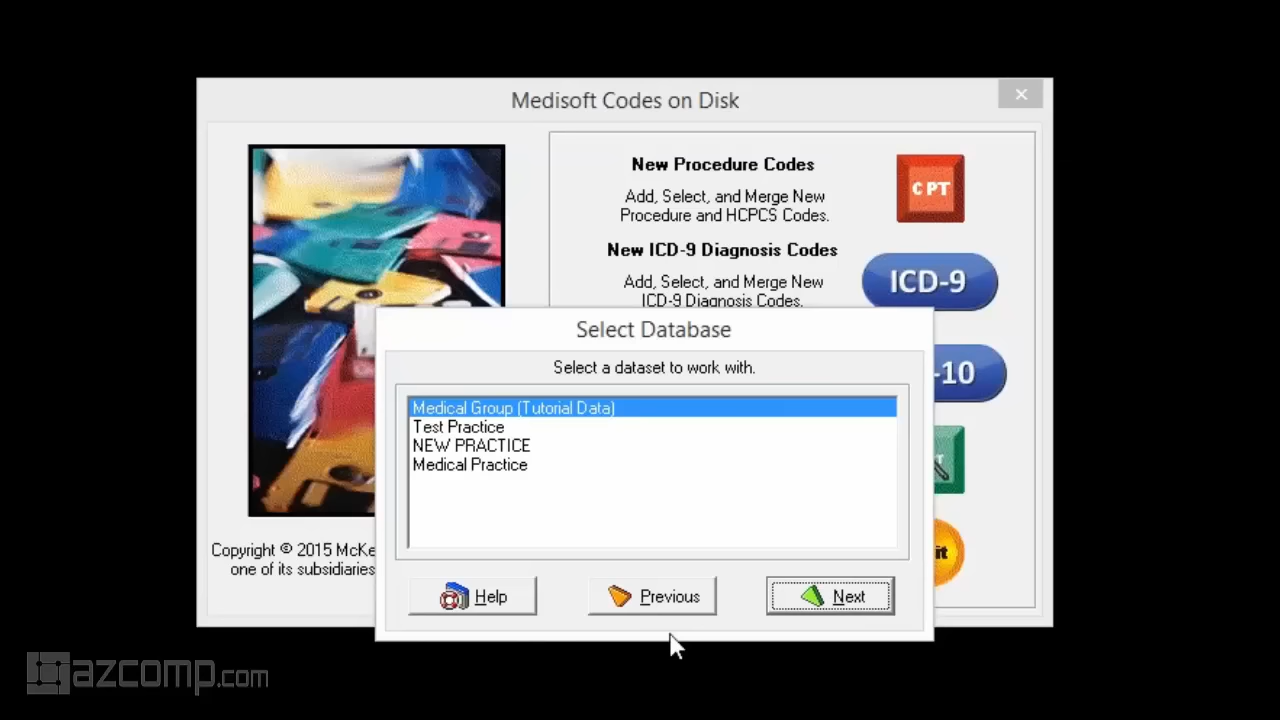 Medisoft Codes on Disk
New Procedure Codes
Add, Select, and Merge New
Procedure and HCPCS Codes.
CPT
New ICD-9 Diagnosis Codes
Add, Select, and Merge New
ICD-9 Diagnosis Codes.
ICD-9
-10
Select Database
Select a dataset to work with.
Medical Group (Tutorial Data)
Test Practice
NEW PRACTICE
Medical Practice
Copyright © 2015 McKe
one of its subsidiaries
Help
Previous
Next
azcomp.com